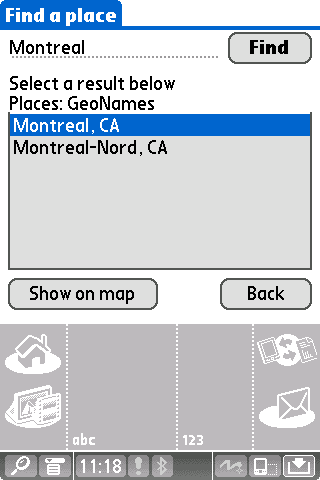 Find a place
Montreal Find
Select a result below
Places: GeoNames
Montreal, CA
Montreal-Nord, CA
Show on map Back
abc 123
11:18